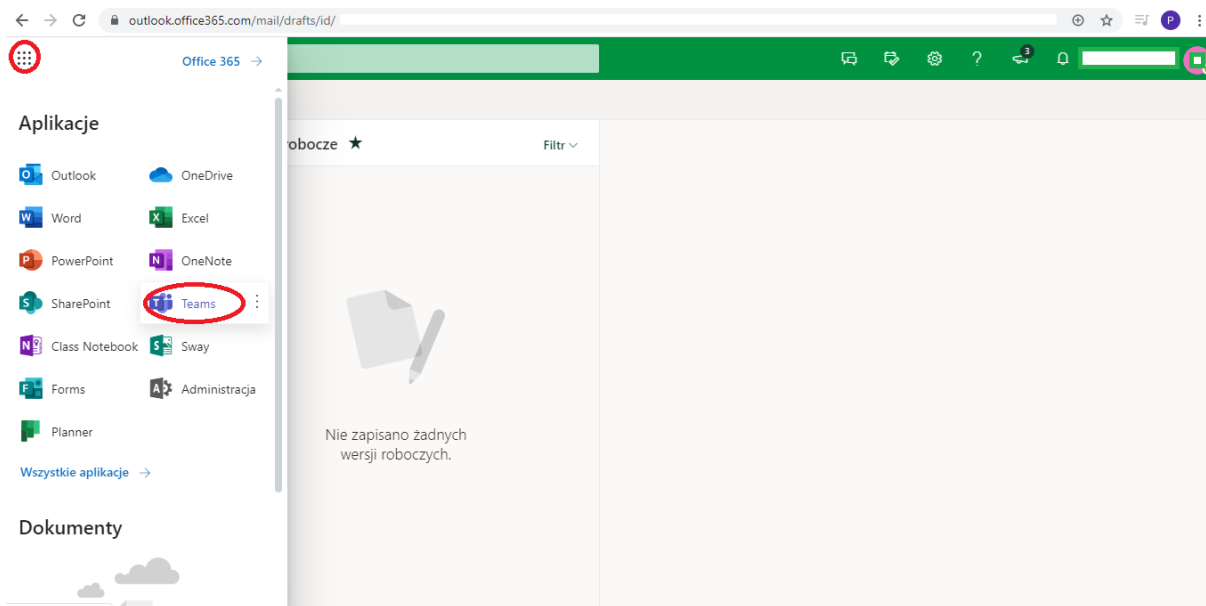 outlook.office365.com/mail/drafts/id/
P
Office 365 →
3
Aplikacje
robocze ★
Filtr
Outlook
OneDrive
Word
Excel
PowerPoint
OneNote
SharePoint
Teams
Class Notebook
Sway
Forms
Administracja
Planner
Wszystkie aplikacje →
Nie zapisano żadnych
wersji roboczych.
Dokumenty